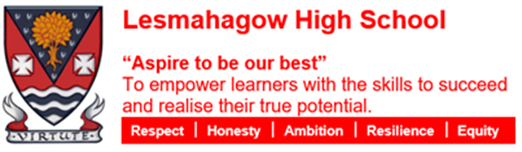 Lesmahagow High School
“Aspire to be our best”
To empower learners with the skills to succeed
and realise their true potential.
Respect | Honesty | Ambition | Resilience | Equity
VIRTUTE